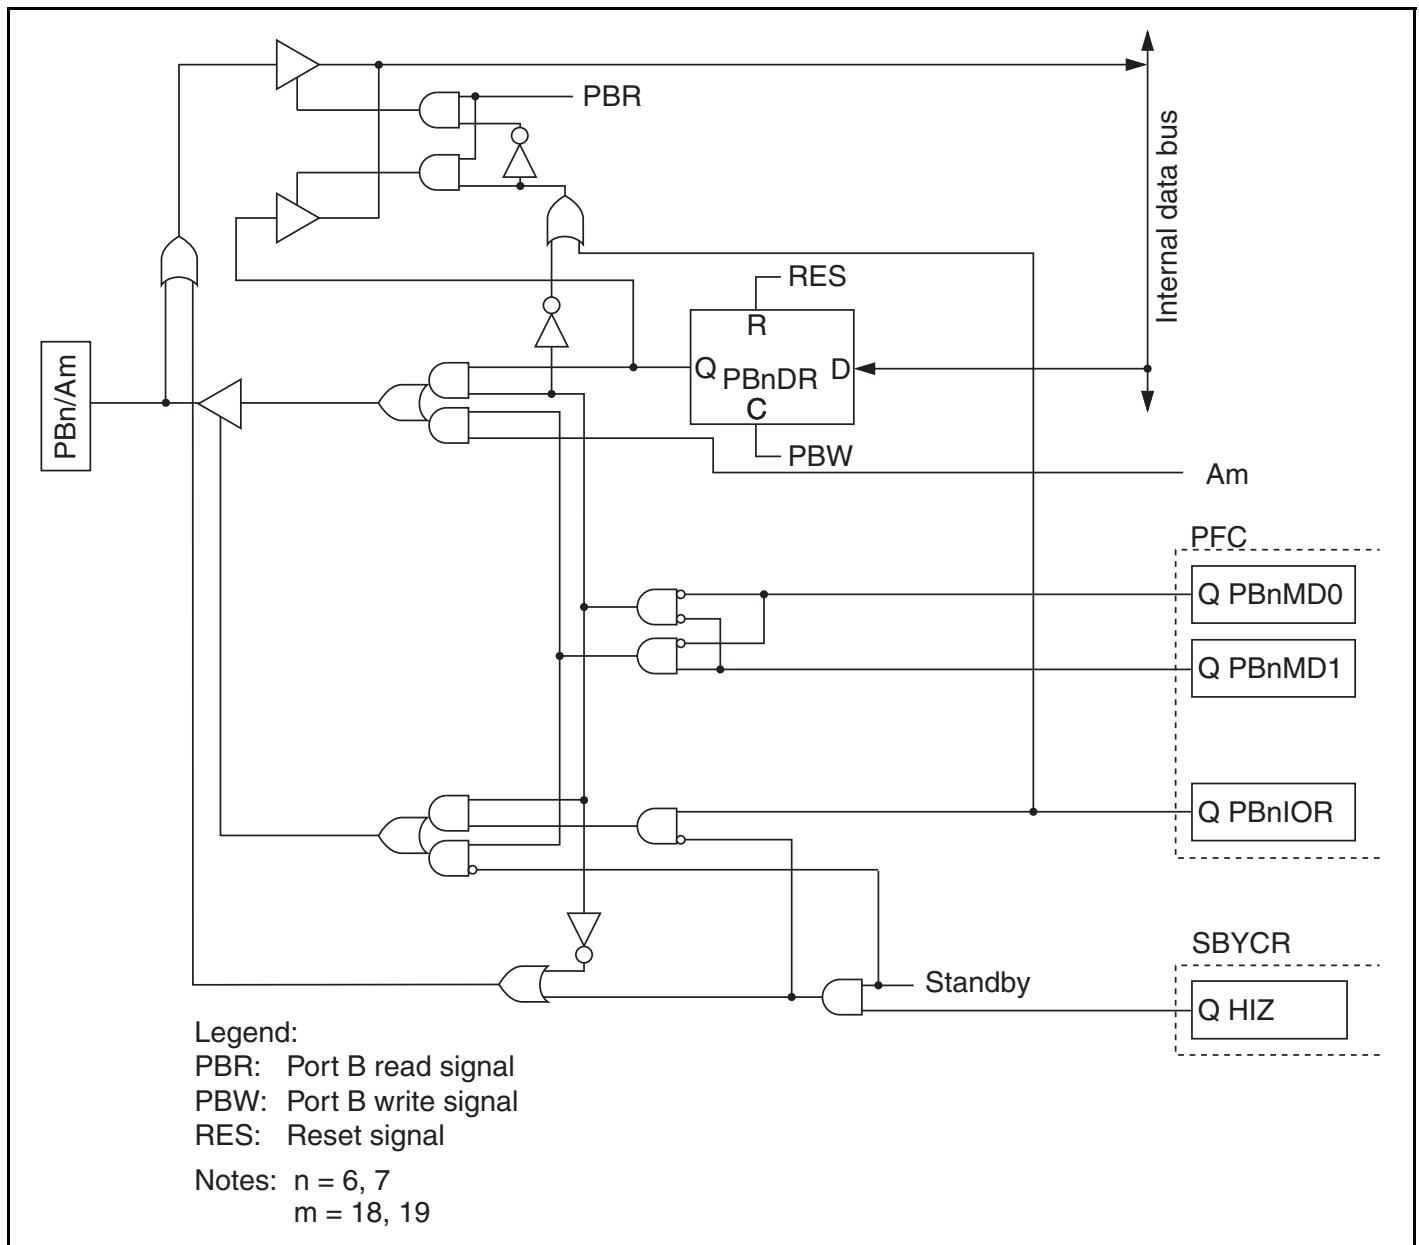 PBR
Internal data bus
RES
R
Q PBnDR D
C
PBW
PBn/Am
Am
PFC
Q PBnMD0
Q PBnMD1
Q PBnIOR
SBYCR
Standby
Q HIZ
Legend:
PBR: Port B read signal
PBW: Port B write signal
RES: Reset signal
Notes: n = 6, 7
m = 18, 19